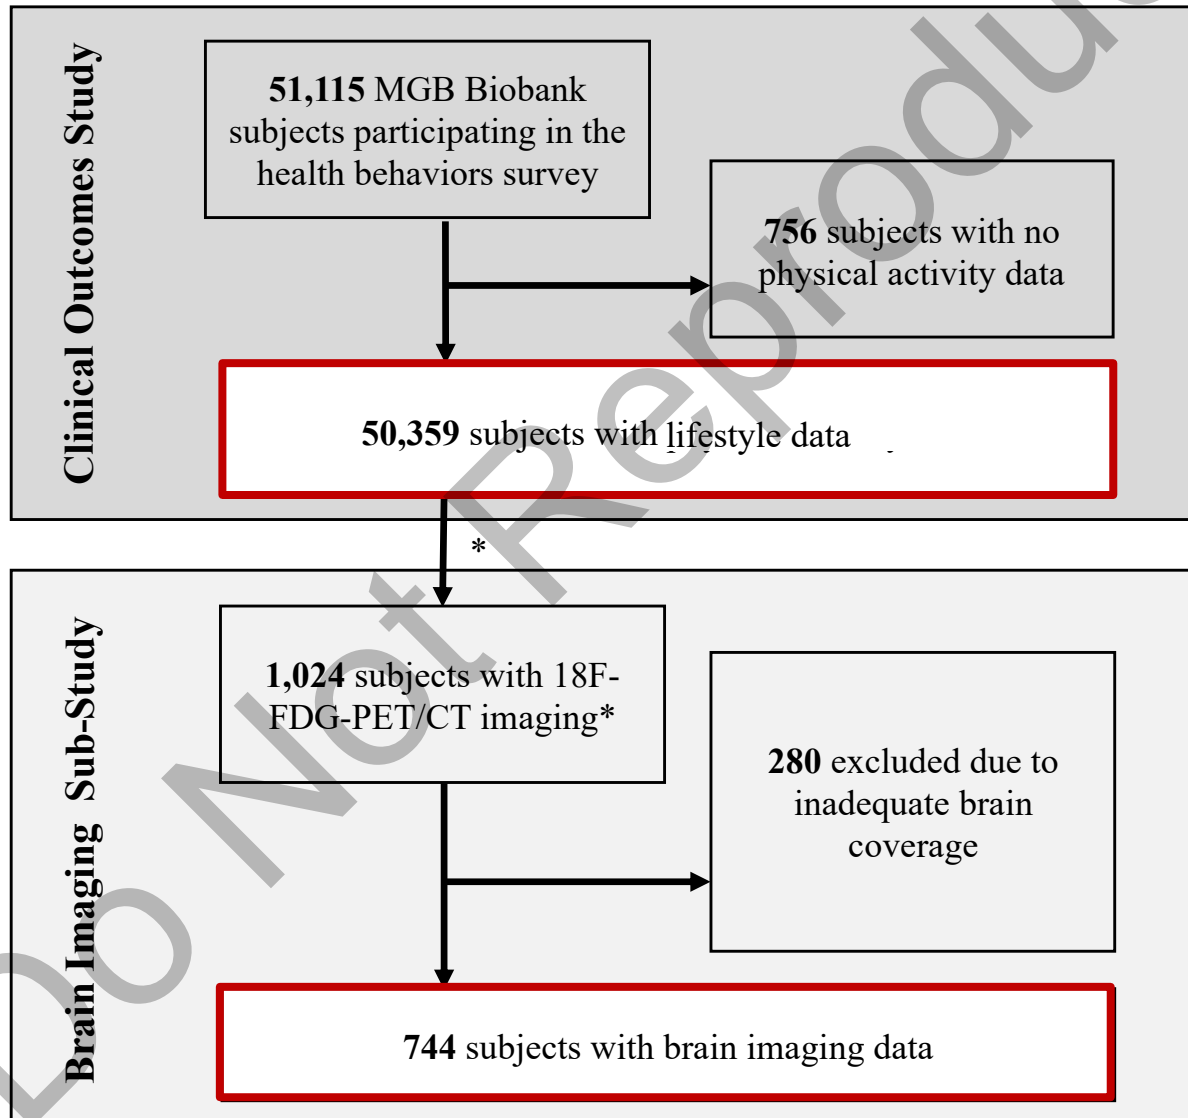 Clinical Outcomes Study
51,115 MGB Biobank
subjects participating in the
health behaviors survey
756 subjects with no
physical activity data
50,359 subjects with lifestyle data
*
Brain Imaging Sub-Study
1,024 subjects with 18F-
FDG-PET/CT imaging*
280 excluded due to
inadequate brain
coverage
744 subjects with brain imaging data
Do Not Reproduc